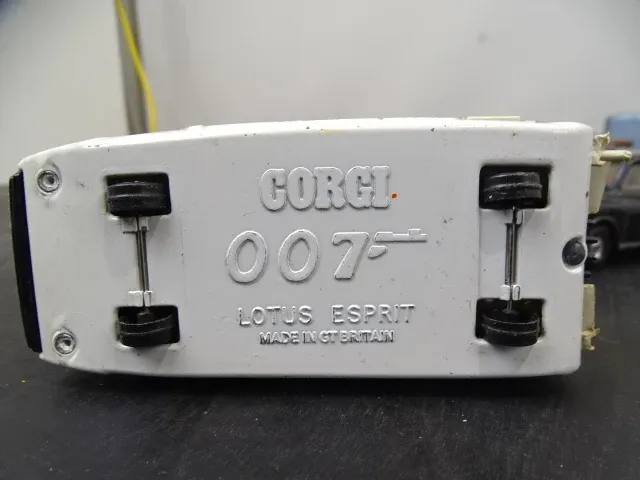 CORGI
007
LOTUS ESPRIT
MADE IN GT BRITAIN